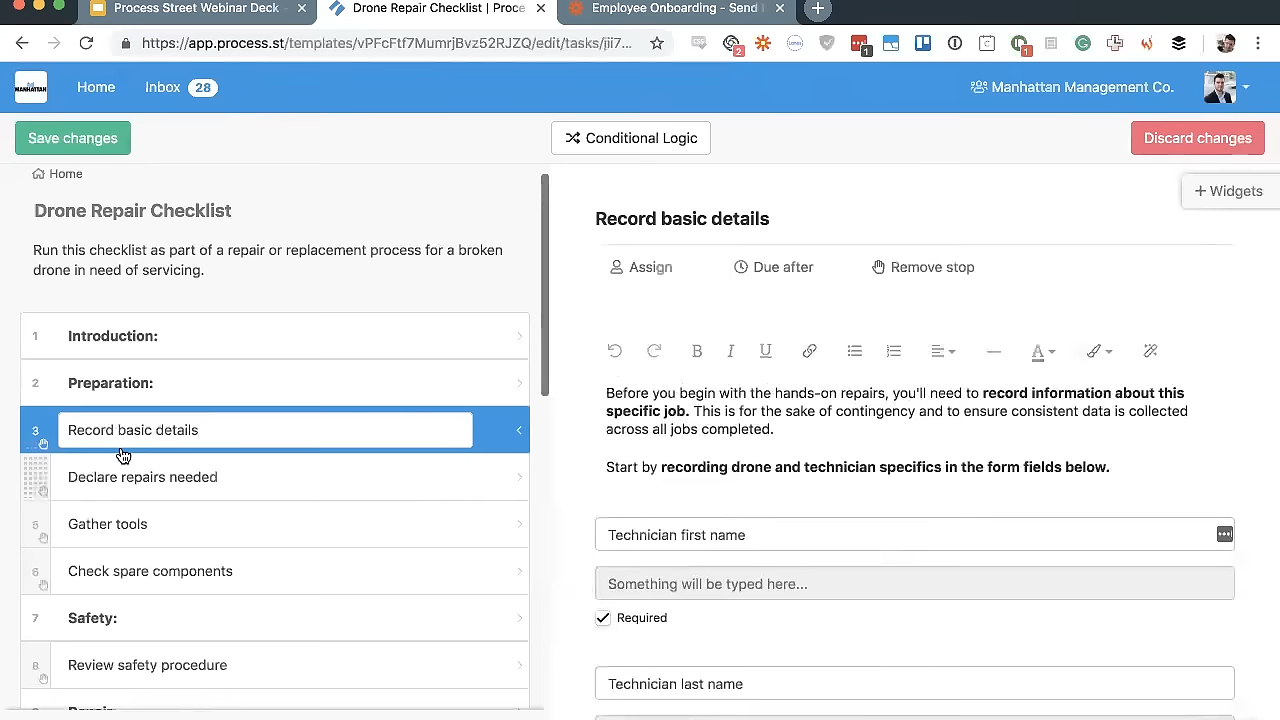 Process Street Webinar Deck -
Drone Repair Checklist | Proce
Employee Onboarding - Send
https://app.process.st/templates/vPFcFtf7MumrjBvz52RJZQ/edit/tasks/jii7...
2
1
1
MANHATTAN
Home
Inbox
28
Manhattan Management Co.
Save changes
Conditional Logic
Discard changes
Home
+ Widgets
Drone Repair Checklist
Run this checklist as part of a repair or replacement process for a broken
drone in need of servicing.
1 Introduction:
2 Preparation:
3 Record basic details
Declare repairs needed
5 Gather tools
6 Check spare components
7 Safety:
8 Review safety procedure
Record basic details
Assign
Due after
Remove stop
B I U
A
Before you begin with the hands-on repairs, you'll need to record information about this
specific job. This is for the sake of contingency and to ensure consistent data is collected
across all jobs completed.
Start by recording drone and technician specifics in the form fields below.
Technician first name
Something will be typed here...
Required
Technician last name